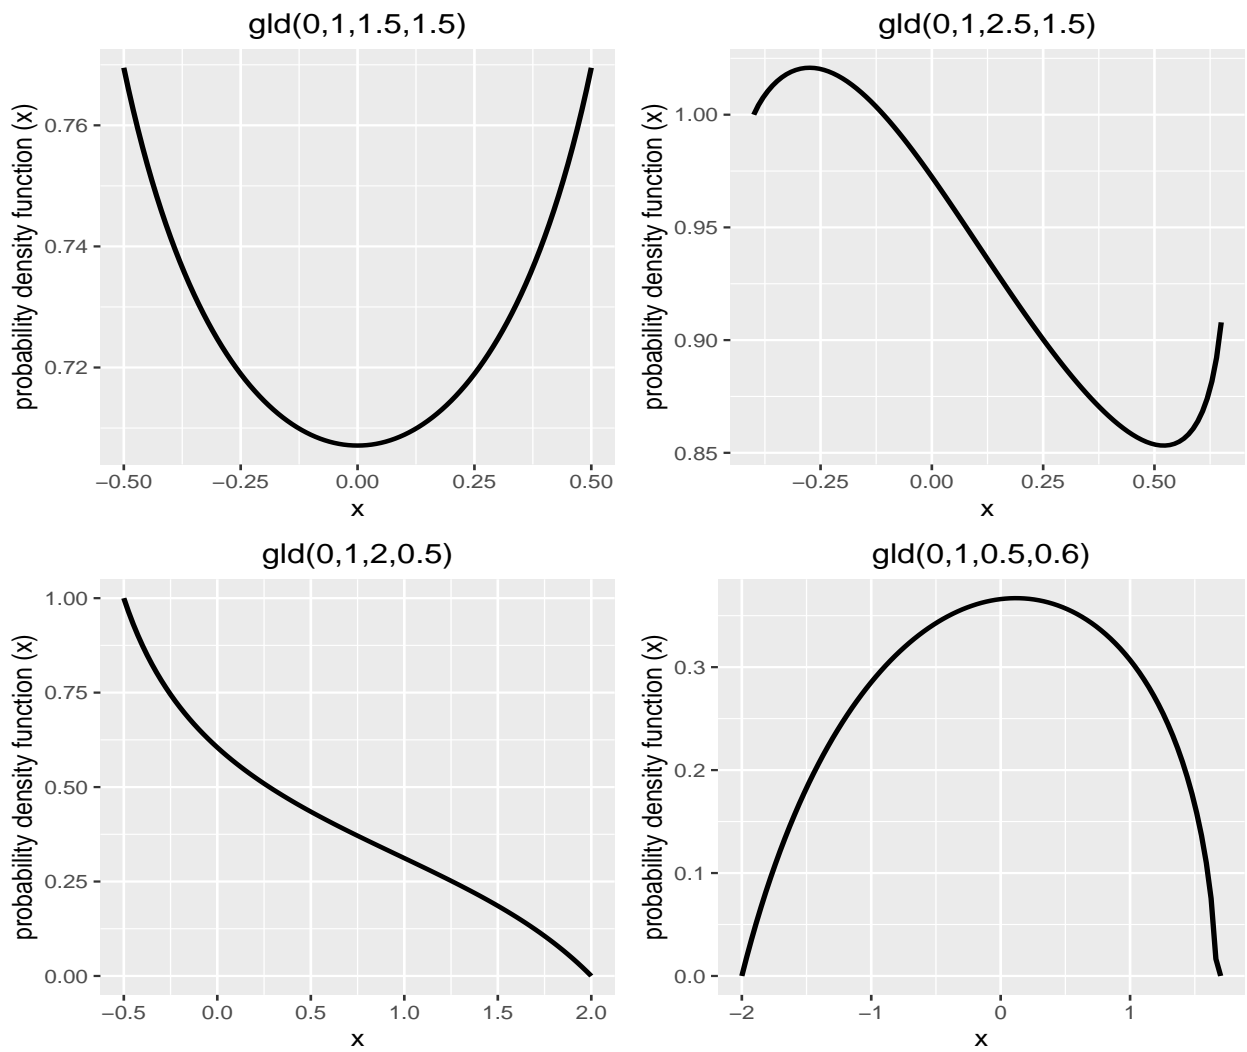 gld(0,1,1.5,1.5)
probability density function (x)
0.76
0.74
0.72
−0.50 −0.25 0.00 0.25 0.50
x
gld(0,1,2.5,1.5)
probability density function (x)
1.00
0.95
0.90
0.85
−0.25 0.00 0.25 0.50
x
gld(0,1,2,0.5)
probability density function (x)
1.00
0.75
0.50
0.25
0.00
−0.5 0.0 0.5 1.0 1.5 2.0
x
gld(0,1,0.5,0.6)
probability density function (x)
0.3
0.2
0.1
0.0
−2 −1 0 1
x